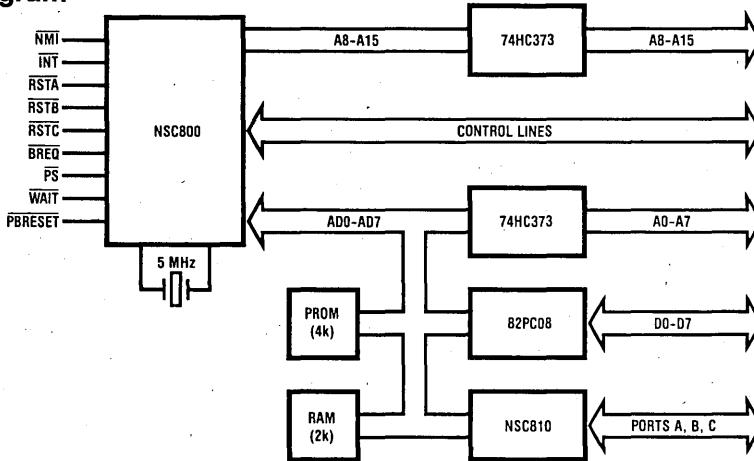 gram
NMI
INT
RSTA
RSTB
RSTC
BREQ
PS
WAIT
PBRESET
NSC800
5 MHz
A8-A15
74HC373
A8-A15
CONTROL LINES
AD0-AD7
74HC373
A0-A7
PROM
(4k)
82PC08
D0-D7
RAM
(2k)
NSC810
PORTS A, B, C